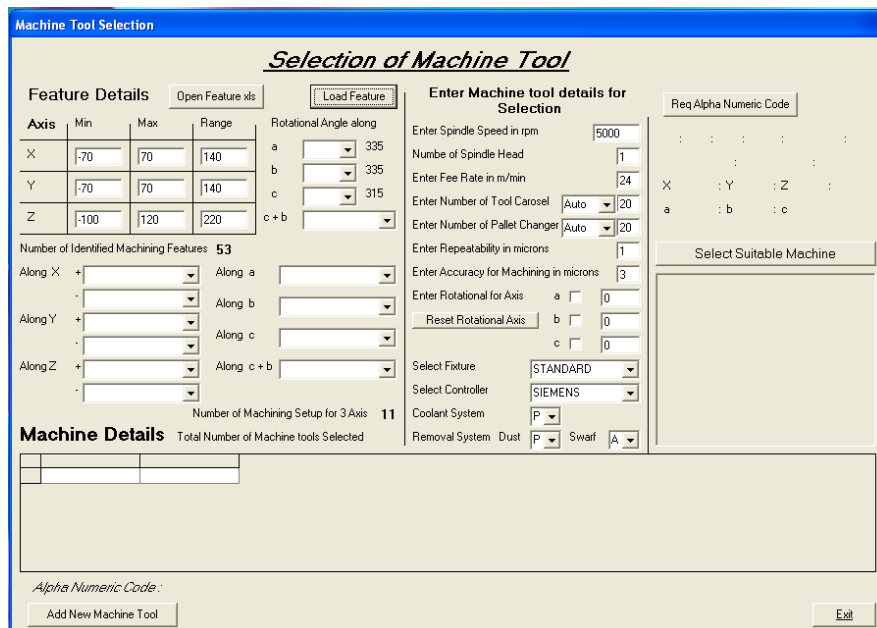 Machine Tool Selection
Selection of Machine Tool
Feature Details
Open Feature xls
Load Feature
Axis Min Max Range
X -70 70 140
Y -70 70 140
Z -100 120 220
Rotational Angle along
a 335
b 335
c 315
c + b
Number of Identified Machining Features 53
Along X + Along a
-
Along b
Along Y +
Along c
-
Along Z + Along c + b
-
Number of Machining Setup for 3 Axis 11
Enter Machine tool details for
Selection
Enter Spindle Speed in rpm 5000
Numbe of Spindle Head 1
Enter Fee Rate in m/min 24
Enter Number of Tool Carosel Auto 20
Enter Number of Pallet Changer Auto 20
Enter Repeatability in microns 1
Enter Accuracy for Machining in microns 3
Enter Rotational for Axis a 0
Reset Rotational Axis b 0
c 0
Select Fixture STANDARD
Select Controller SIEMENS
Coolant System P
Removal System Dust P Swarf A
Req Alpha Numeric Code
: : : : :
: :
X : Y : Z :
a : b : c
Select Suitable Machine
Machine Details Total Number of Machine tools Selected
Alpha Numeric Code :
Add New Machine Tool
Exit